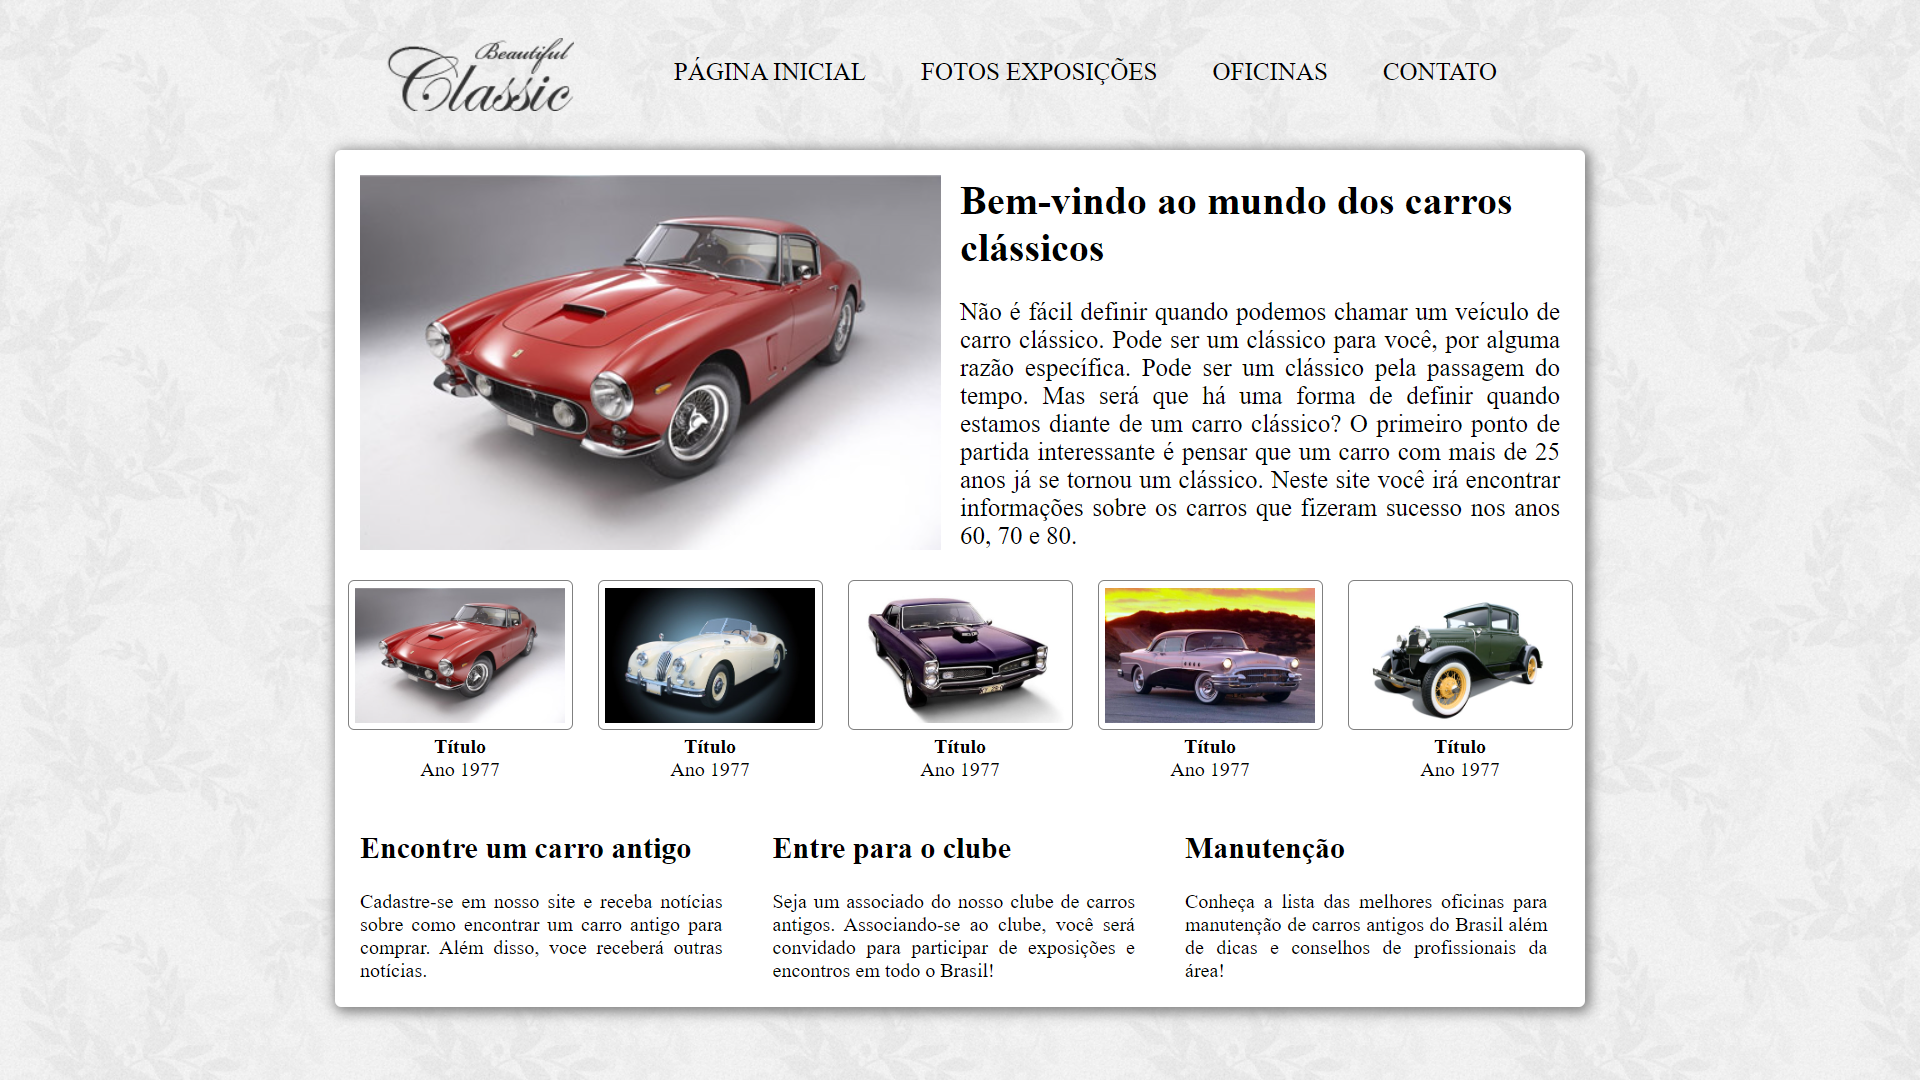 Beautiful
Classic
PÁGINA INICIAL FOTOS EXPOSIÇÕES OFICINAS CONTATO
Bem-vindo ao mundo dos carros
clássicos
Não é fácil definir quando podemos chamar um veículo de
carro clássico. Pode ser um clássico para você, por alguma
razão específica. Pode ser um clássico pela passagem do
tempo. Mas será que há uma forma de definir quando
estamos diante de um carro clássico? O primeiro ponto de
partida interessante é pensar que um carro com mais de 25
anos já se tornou um clássico. Neste site você irá encontrar
informações sobre os carros que fizeram sucesso nos anos
60, 70 e 80.
Título
Ano 1977
Título
Ano 1977
Título
Ano 1977
Título
Ano 1977
Título
Ano 1977
Encontre um carro antigo
Cadastre-se em nosso site e receba notícias
sobre como encontrar um carro antigo para
comprar. Além disso, voce receberá outras
notícias.
Entre para o clube
Seja um associado do nosso clube de carros
antigos. Associando-se ao clube, você será
convidado para participar de exposições e
encontros em todo o Brasil!
Manutenção
Conheça a lista das melhores oficinas para
manutenção de carros antigos do Brasil além
de dicas e conselhos de profissionais da
área!